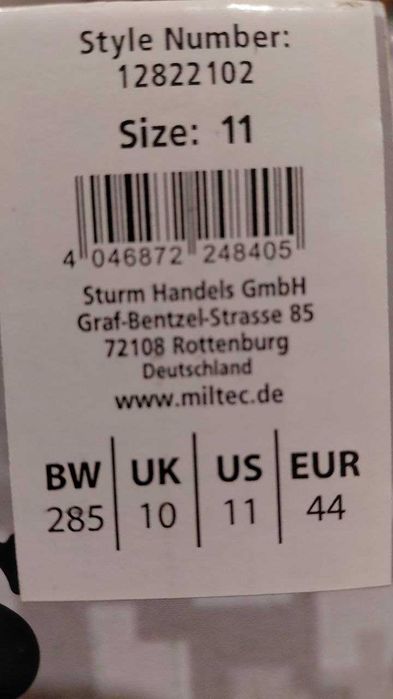 Style Number:
12822102
Size: 11
4 046872 248405
Sturm Handels GmbH
Graf-Bentzel-Strasse 85
72108 Rottenburg
Deutschland
www.miltec.de
BW UK US EUR
285 10 11 44